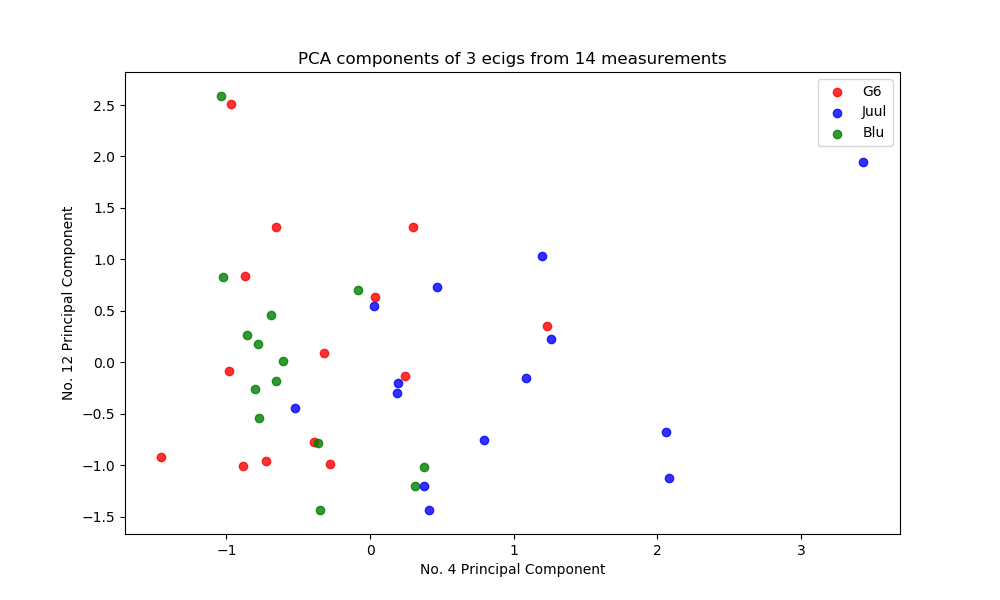 PCA components of 3 ecigs from 14 measurements
G6
Juul
Blu
2.5
2.0
1.5
1.0
0.5
0.0
−0.5
−1.0
−1.5
No. 12 Principal Component
−1
0
1
2
3
No. 4 Principal Component